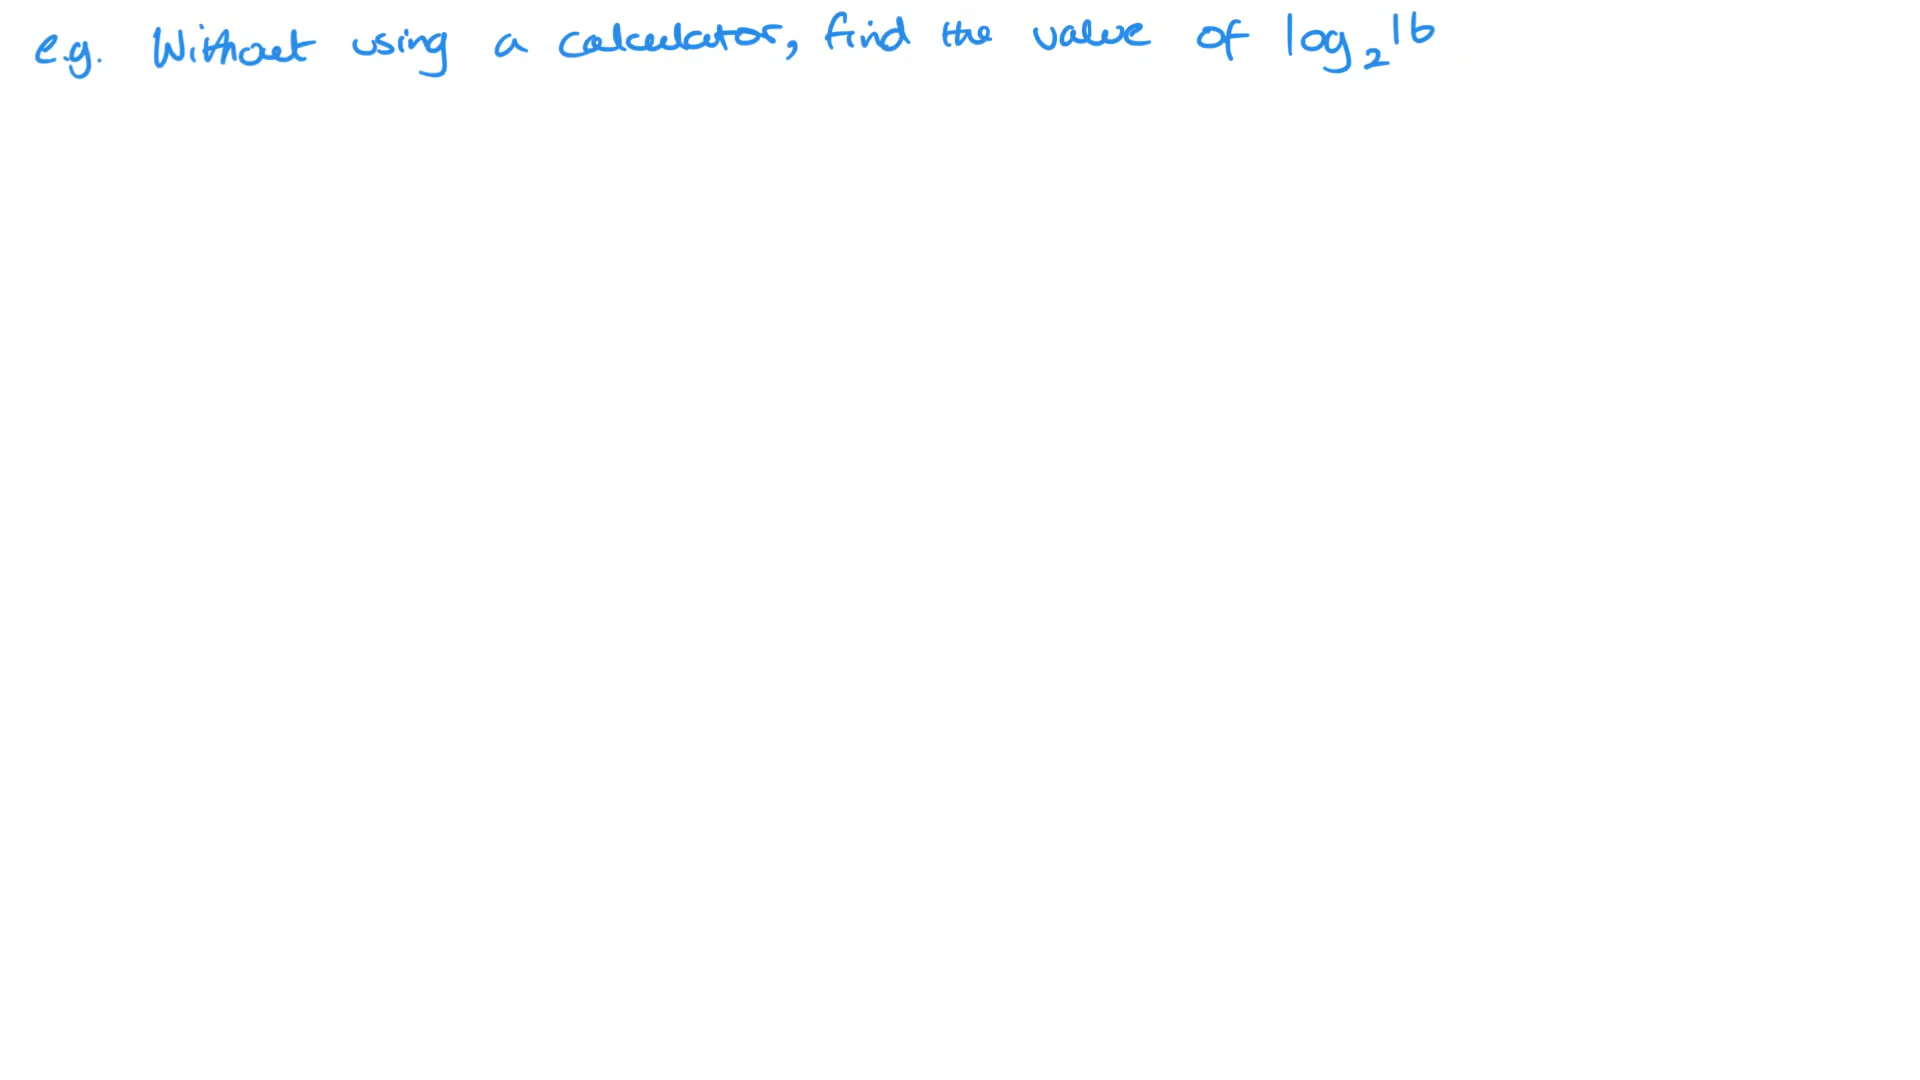 e.g. Without using a calculator, find the value of log₂16